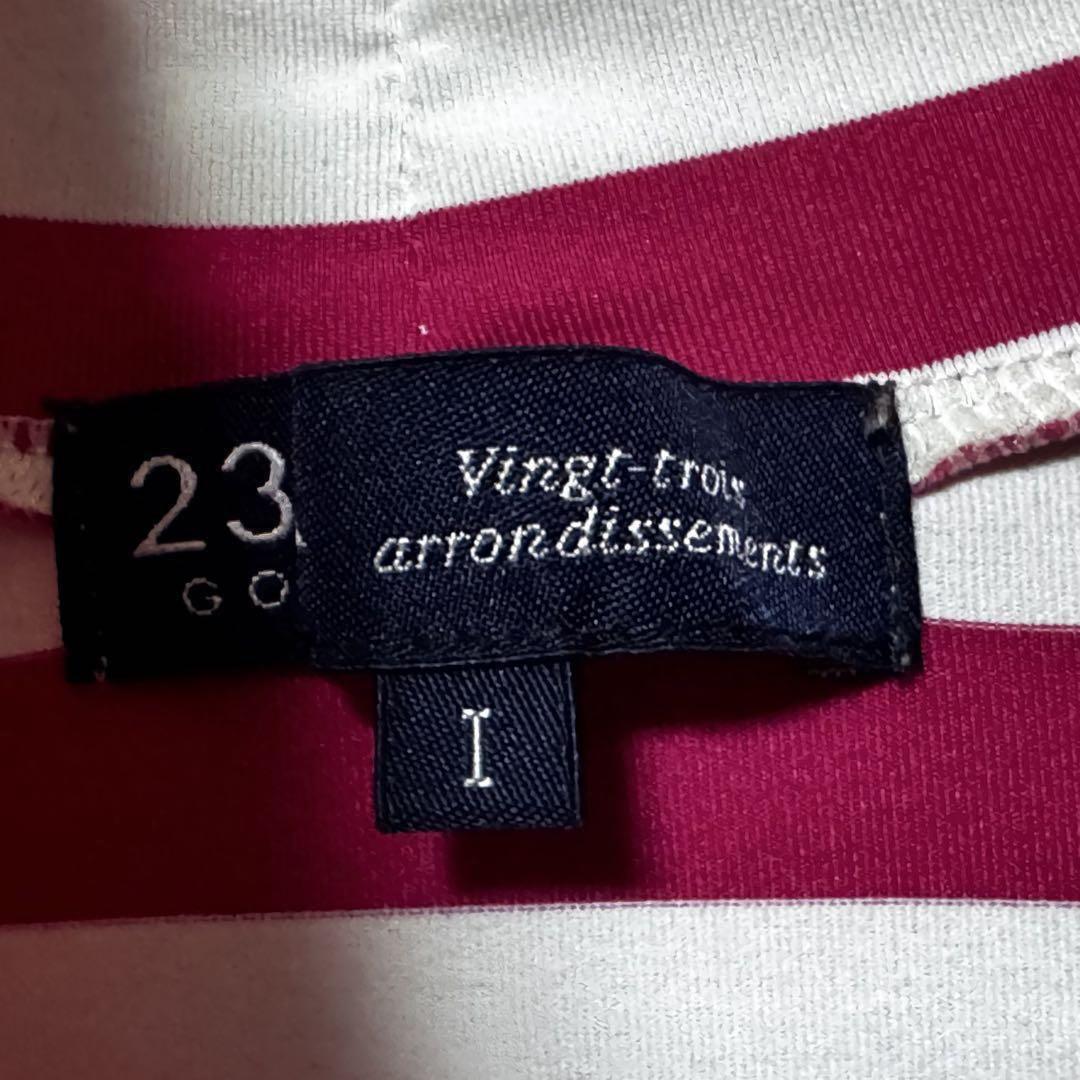 23
GO
Vingt-trois
arrondissements
I